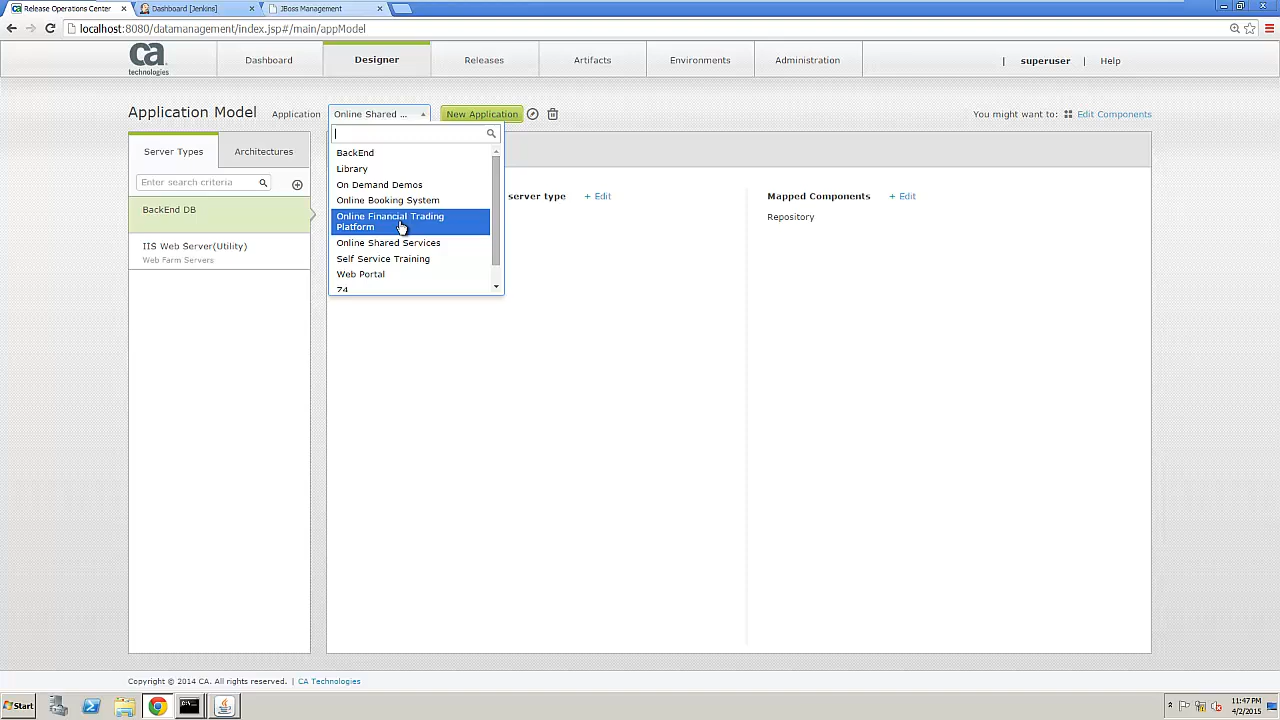 Release Operations Center
Dashboard [Jenkins]
JBoss Management
localhost:8080/datamanagement/index.jsp#/main/appModel
ca
technologies
Dashboard
Designer
Releases
Artifacts
Environments
Administration
| superuser | Help
Application Model
Application
Online Shared ...
New Application
You might want to:
Edit Components
Server Types
Architectures
Enter search criteria
BackEnd DB
IIS Web Server(Utility)
Web Farm Servers
BackEnd
Library
On Demand Demos
Online Booking System
Online Financial Trading
Platform
Online Shared Services
Self Service Training
Web Portal
Z4
server type
+ Edit
Mapped Components
+ Edit
Repository
Copyright © 2014 CA. All rights reserved. | CA Technologies
Start
11:47 PM
4/2/2015